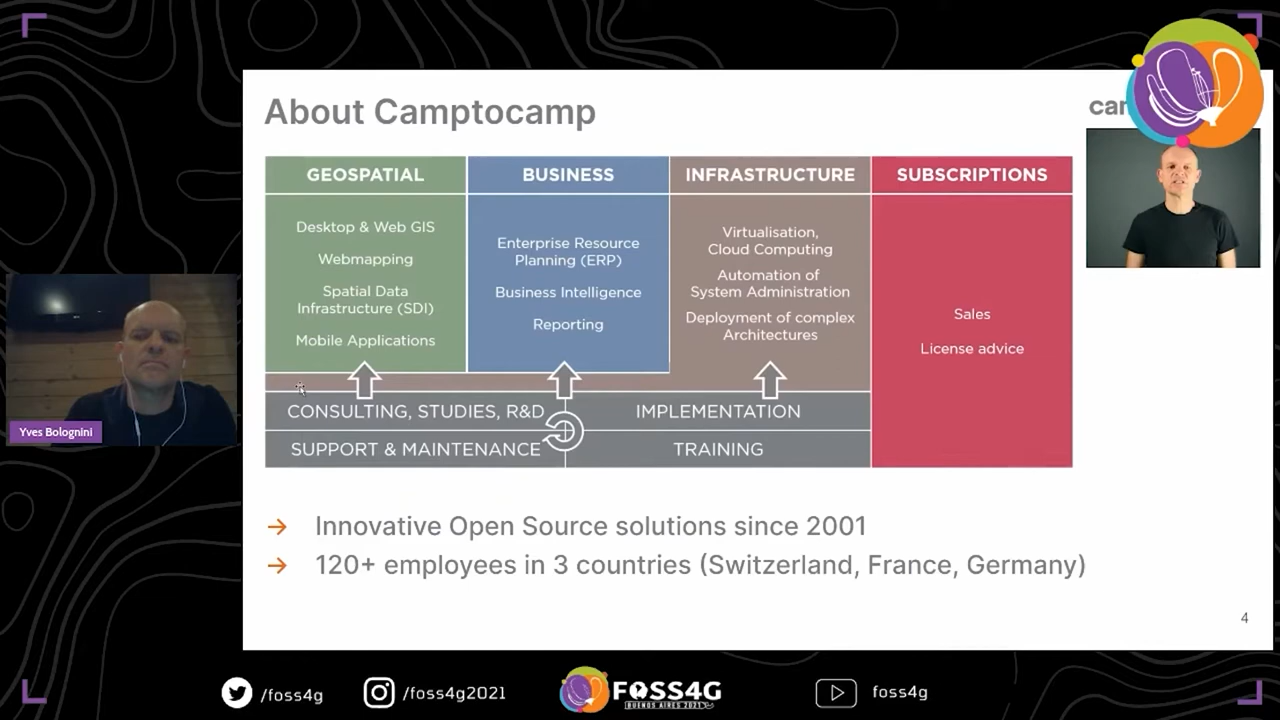 About Camptocamp
GEOSPATIAL
Desktop & Web GIS
Webmapping
Spatial Data
Infrastructure (SDI)
Mobile Applications
BUSINESS
Enterprise Resource
Planning (ERP)
Business Intelligence
Reporting
INFRASTRUCTURE
Virtualisation,
Cloud Computing
Automation of
System Administration
Deployment of complex
Architectures
SUBSCRIPTIONS
Sales
License advice
CONSULTING, STUDIES, R&D
IMPLEMENTATION
SUPPORT & MAINTENANCE
TRAINING
→ Innovative Open Source solutions since 2001
→ 120+ employees in 3 countries (Switzerland, France, Germany)
4
Yves Bolognini
/foss4g
/foss4g2021
FOSS4G
BUENOS AIRES 2021
foss4g